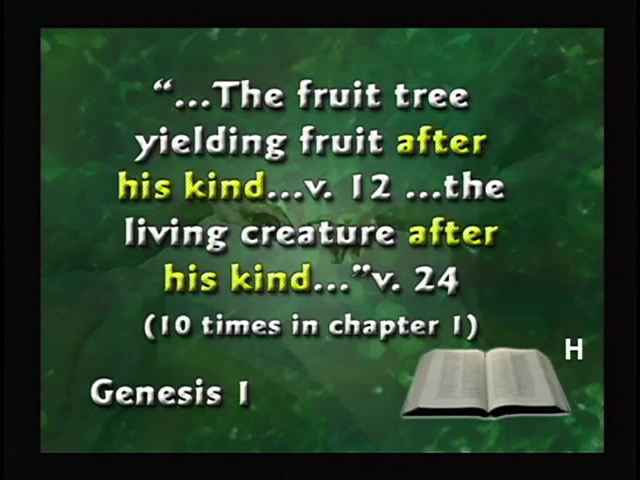 “...The fruit tree
yielding fruit after
his kind...v. 12 ...the
living creature after
his kind...”v. 24
(10 times in chapter 1)
H
Genesis 1